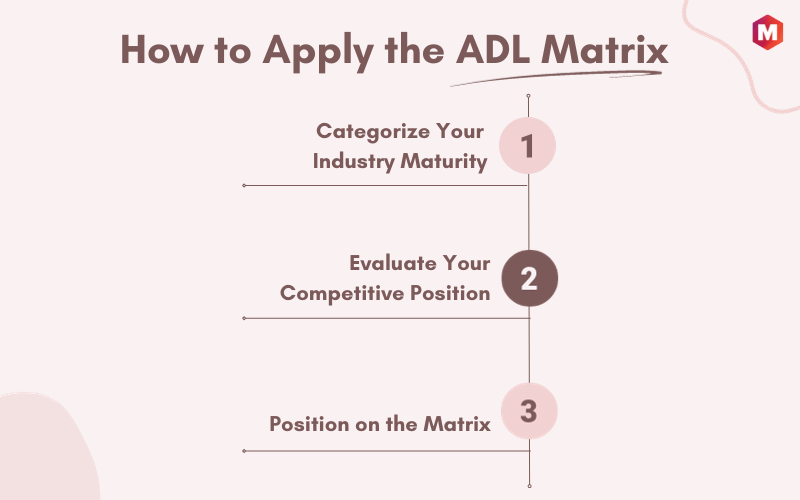 How to Apply the ADL Matrix
M
Categorize Your
Industry Maturity
1
Evaluate Your
Competitive Position
2
Position on the Matrix
3